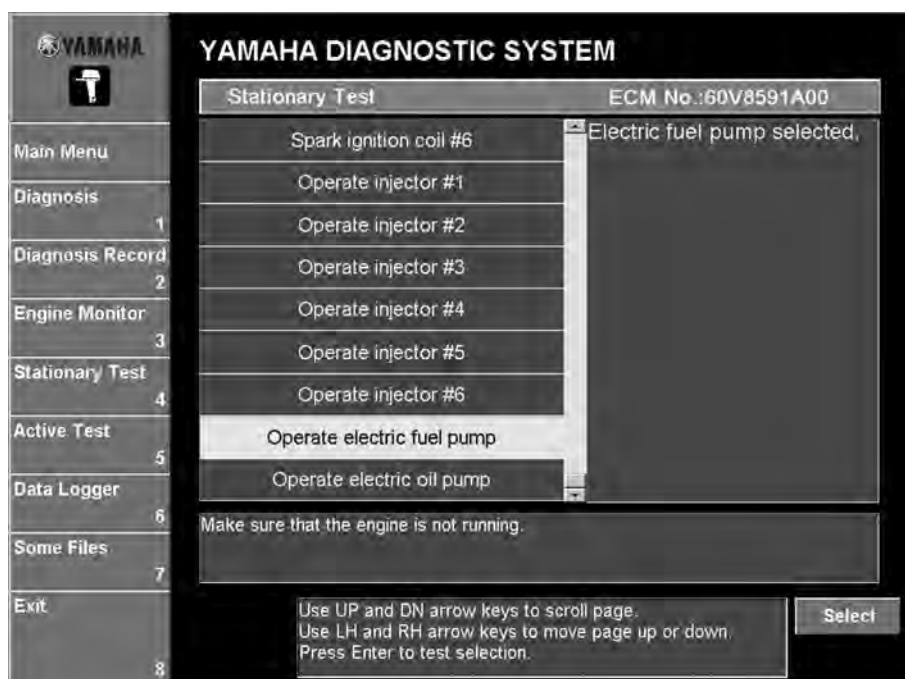 YAMAHA
YAMAHA DIAGNOSTIC SYSTEM
Stationary Test
ECM No.:60V8591A00
Main Menu
Diagnosis
1
Diagnosis Record
2
Engine Monitor
3
Stationary Test
4
Active Test
5
Data Logger
6
Some Files
7
Exit
8
Spark ignition coil #6
Operate injector #1
Operate injector #2
Operate injector #3
Operate injector #4
Operate injector #5
Operate injector #6
Operate electric fuel pump
Operate electric oil pump
Electric fuel pump selected.
Make sure that the engine is not running.
Use UP and DN arrow keys to scroll page.
Use LH and RH arrow keys to move page up or down.
Press Enter to test selection.
Select